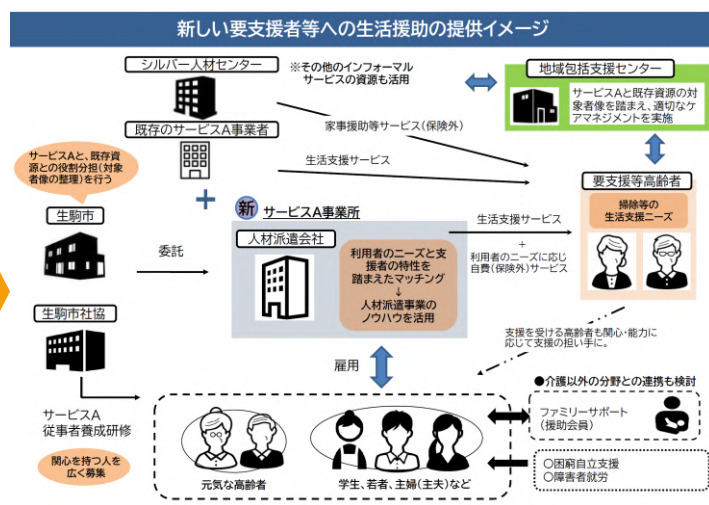 新しい要支援者等への生活援助の提供イメージ
シルバー人材センター
※その他のインフォーマル
サービスの資源も活用
地域包括支援センター
サービスAと既存資源の対
象者像を踏まえ、適切なケ
アマネジメントを実施
既存のサービスA事業者
家事援助等サービス(保険外)
生活支援サービス
サービスAと、既存資
源との役割分担(対象
者像の整理)を行う
要支援等高齢者
掃除等の
生活支援ニーズ
生駒市
委託
新 サービスA事業所
人材派遣会社
利用者のニーズと支
援者の特性を
踏まえたマッチング
↓
人材派遣事業の
ノウハウを活用
生活支援サービス
+
利用者のニーズに応じ
自費(保険外)サービス
生駒市社協
支援を受ける高齢者も関心・能力に
応じて支援の担い手に。
雇用
サービスA
従事者養成研修
関心を持つ人を
広く募集
元気な高齢者
学生、若者、主婦(主夫)など
●介護以外の分野との連携も検討
ファミリーサポート
(援助会員)
〇困窮自立支援
〇障害者就労